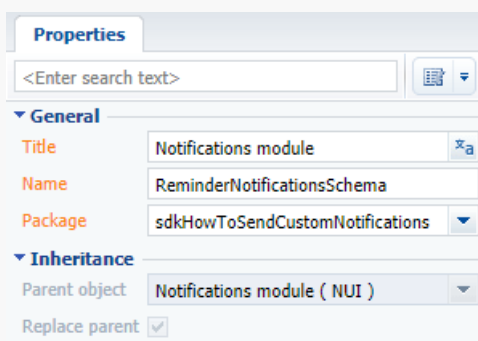 Properties
<Enter search text>
General
Title Notifications module xa
Name ReminderNotificationsSchema
Package sdkHowToSendCustomNotifications
Inheritance
Parent object Notifications module ( NUI )
Replace parent